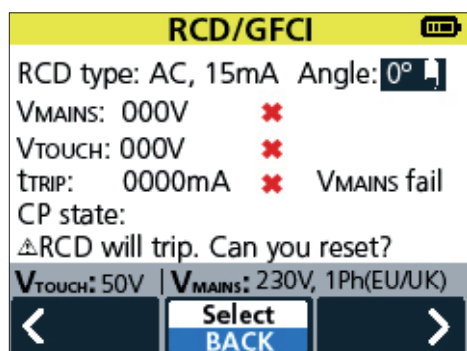 RCD/GFCI
RCD type: AC, 15mA Angle: 0°
VMAINS: 000V
VTOUCH: 000V
tTRIP: 0000mA VMAINS fail
CP state:
⚠RCD will trip. Can you reset?
VTOUCH: 50V | VMAINS: 230V, 1Ph(EU/UK)
< Select >
BACK